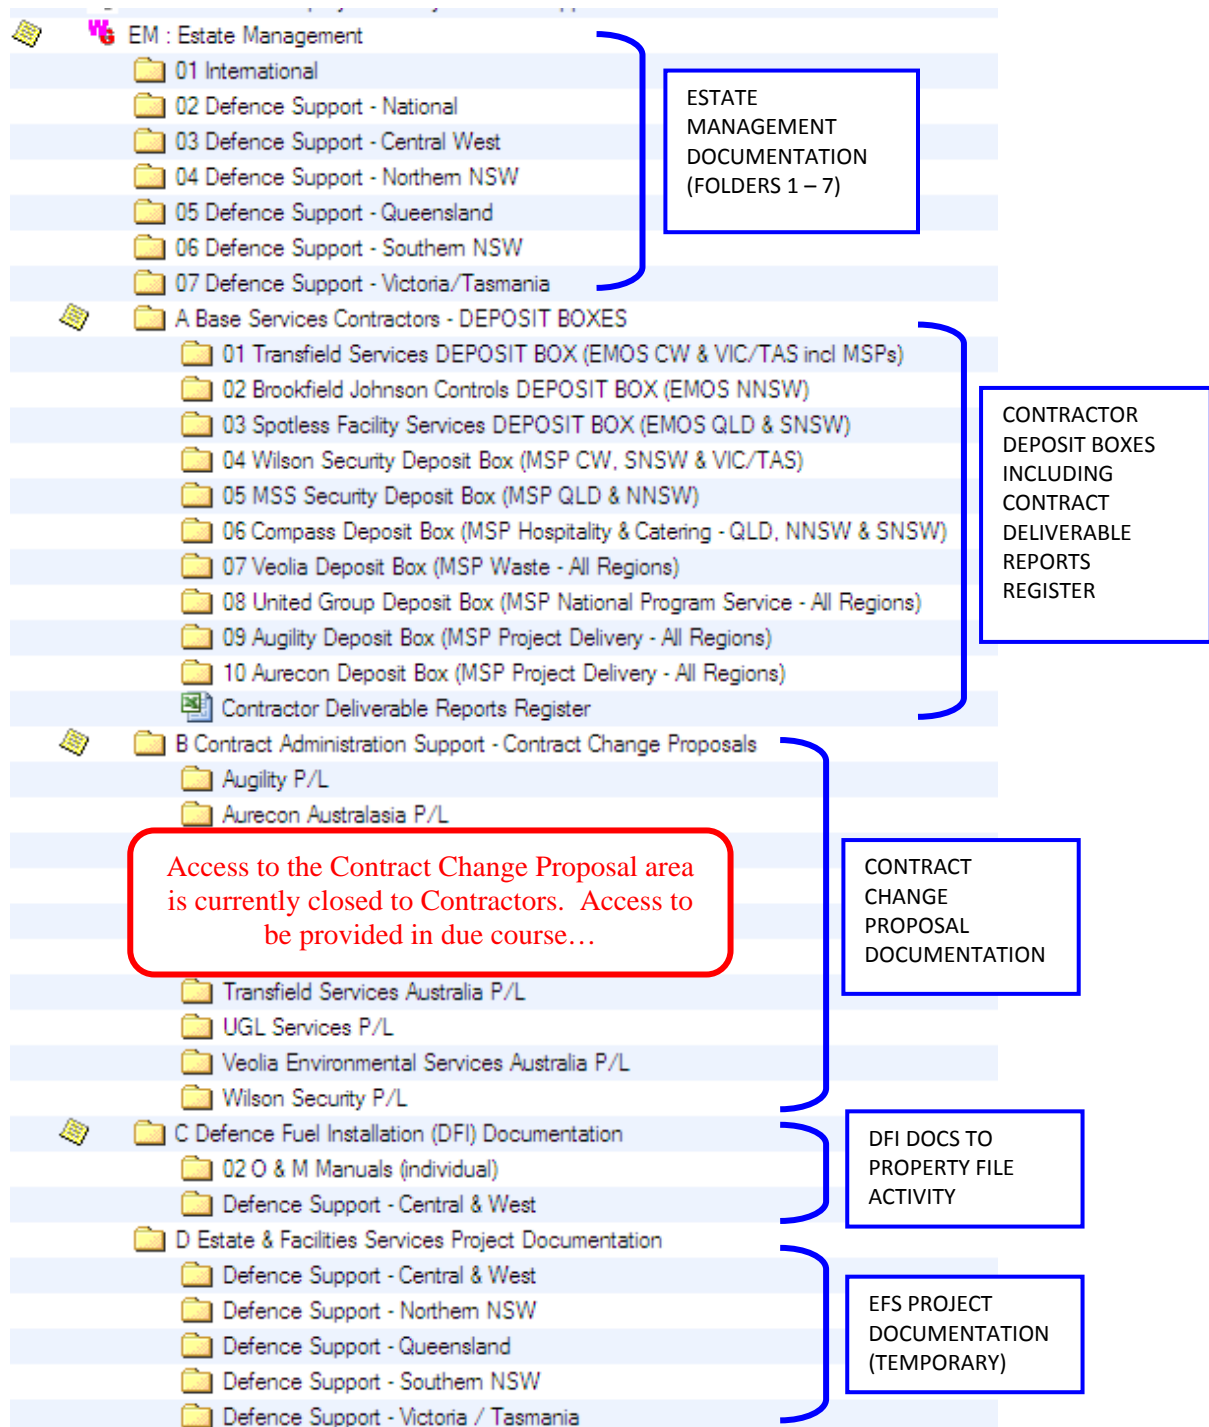 EM : Estate Management
01 International
02 Defence Support - National
03 Defence Support - Central West
04 Defence Support - Northern NSW
05 Defence Support - Queensland
06 Defence Support - Southern NSW
07 Defence Support - Victoria/Tasmania
ESTATE
MANAGEMENT
DOCUMENTATION
(FOLDERS 1 – 7)
A Base Services Contractors - DEPOSIT BOXES
01 Transfield Services DEPOSIT BOX (EMOS CW & VIC/TAS incl MSPs)
02 Brookfield Johnson Controls DEPOSIT BOX (EMOS NNSW)
03 Spotless Facility Services DEPOSIT BOX (EMOS QLD & SNSW)
04 Wilson Security Deposit Box (MSP CW, SNSW & VIC/TAS)
05 MSS Security Deposit Box (MSP QLD & NNSW)
06 Compass Deposit Box (MSP Hospitality & Catering - QLD, NNSW & SNSW)
07 Veolia Deposit Box (MSP Waste - All Regions)
08 United Group Deposit Box (MSP National Program Service - All Regions)
09 Augility Deposit Box (MSP Project Delivery - All Regions)
10 Aurecon Deposit Box (MSP Project Delivery - All Regions)
Contractor Deliverable Reports Register
CONTRACTOR
DEPOSIT BOXES
INCLUDING
CONTRACT
DELIVERABLE
REPORTS
REGISTER
B Contract Administration Support - Contract Change Proposals
Augility P/L
Aurecon Australasia P/L
Access to the Contract Change Proposal area
is currently closed to Contractors.  Access to
be provided in due course…
Transfield Services Australia P/L
UGL Services P/L
Veolia Environmental Services Australia P/L
Wilson Security P/L
CONTRACT
CHANGE
PROPOSAL
DOCUMENTATION
C Defence Fuel Installation (DFI) Documentation
02 O & M Manuals (individual)
Defence Support - Central & West
DFI DOCS TO
PROPERTY FILE
ACTIVITY
D Estate & Facilities Services Project Documentation
Defence Support - Central & West
Defence Support - Northern NSW
Defence Support - Queensland
Defence Support - Southern NSW
Defence Support - Victoria / Tasmania
EFS PROJECT
DOCUMENTATION
(TEMPORARY)